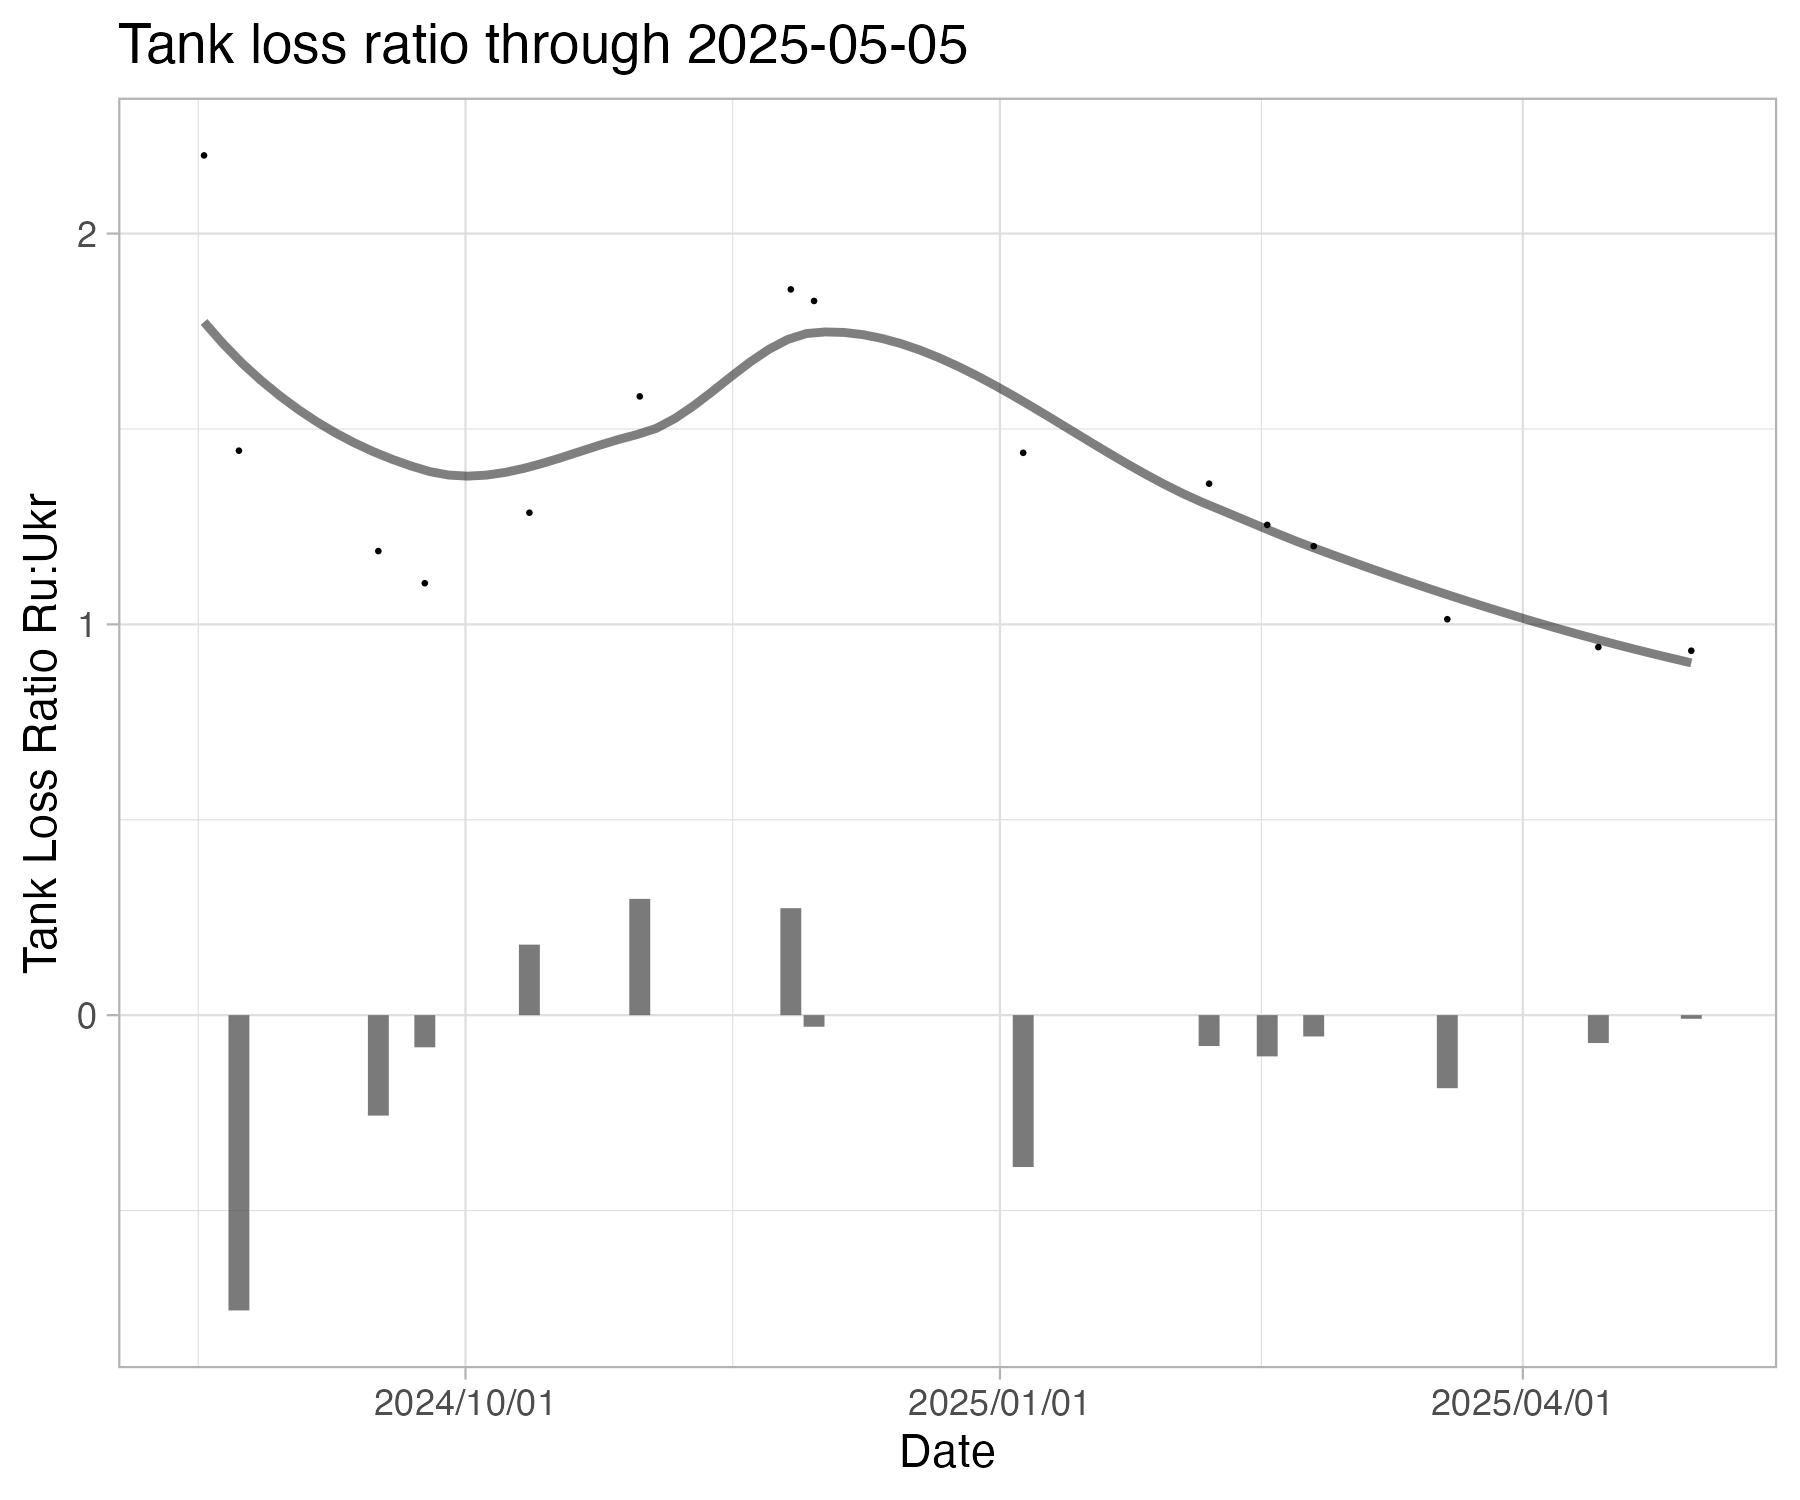 Tank loss ratio through 2025-05-05
Tank Loss Ratio Ru:Ukr
2
1
0
2024/10/01
2025/01/01
2025/04/01
Date